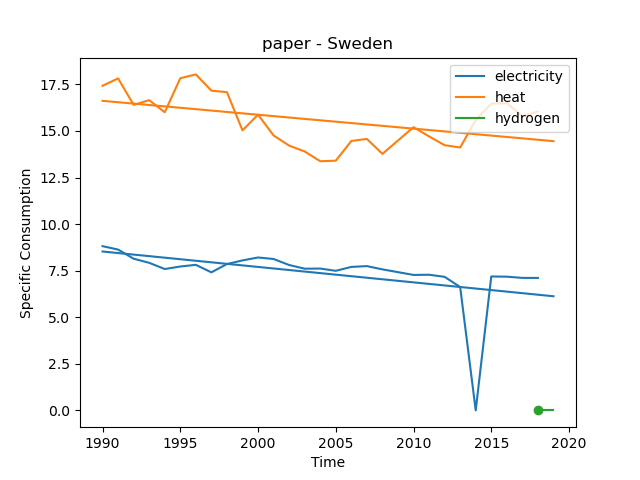 paper - Sweden
electricity
heat
hydrogen
17.5
15.0
12.5
10.0
7.5
5.0
2.5
0.0
Specific Consumption
1990 1995 2000 2005 2010 2015 2020
Time